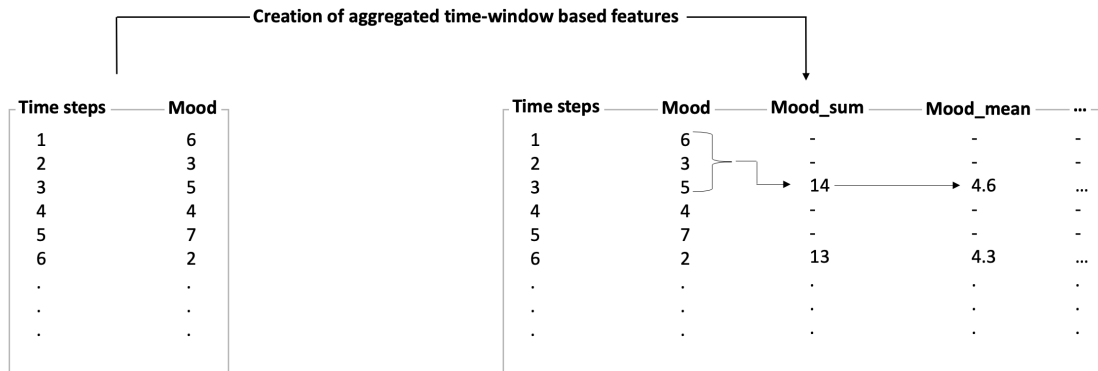 Creation of aggregated time-window based features
Time steps Mood Time steps Mood Mood_sum Mood_mean ...
1 6 1 6 - - -
2 3 2 3 - - -
3 5 3 5 14 4.6 ...
4 4 4 4 - - -
5 7 5 7 - - -
6 2 6 2 13 4.3 ...
. . . . . . .
. . . . . . .
. . . . . . .